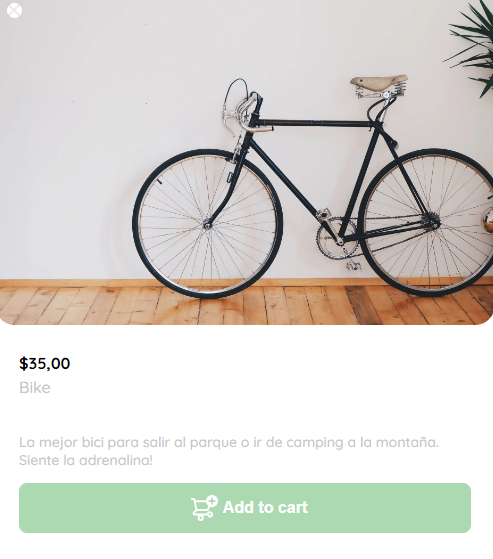 $35,00
Bike
La mejor bici para salir al parque o ir de camping a la montaña.
Siente la adrenalina!
Add to cart